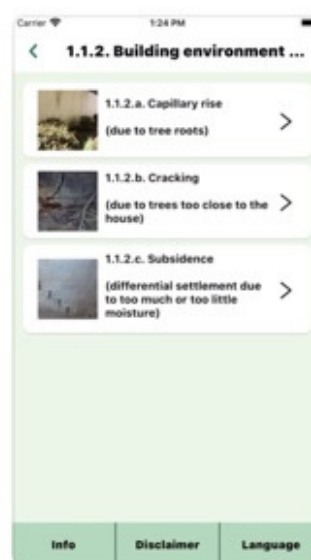 Carrier 1:24 PM
1.1.2. Building environment ...
1.1.2.a. Capillary rise
(due to tree roots)
1.1.2.b. Cracking
(due to trees too close to the
house)
1.1.2.c. Subsidence
(differential settlement due
to too much or too little
moisture)
Info Disclaimer Language